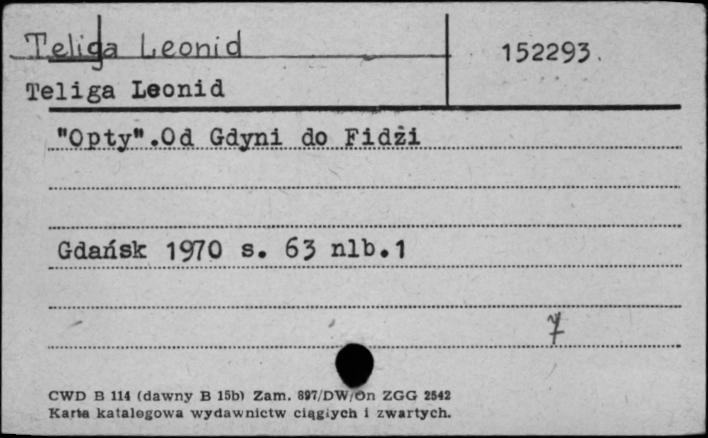 Teliga Leonid
152293.
Teliga Leonid
"Opty".Od Gdyni do Fidżi
Gdańsk 1970 s. 63 nlb.1
7
CWD B 114 (dawny B 15b) Zam. 897/DW/On ZGG 2542
Karta katalogowa wydawnictw ciągłych i zwartych.